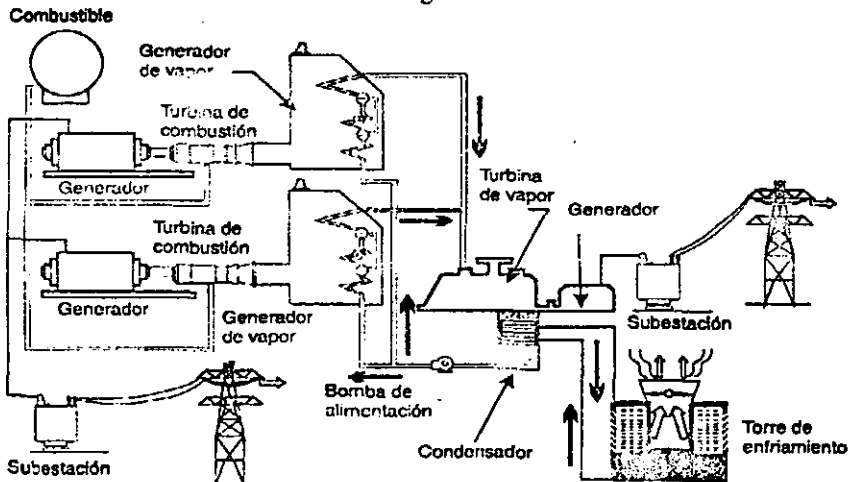 Combustible
Generador
de vapor
Turbina de
combustión
Generador
Turbina de
combustión
Generador
Generador
de vapor
Turbina
de vapor
Generador
Subestación
Bomba de
alimentación
Condensador
Torre de
enfriamiento
Subestación